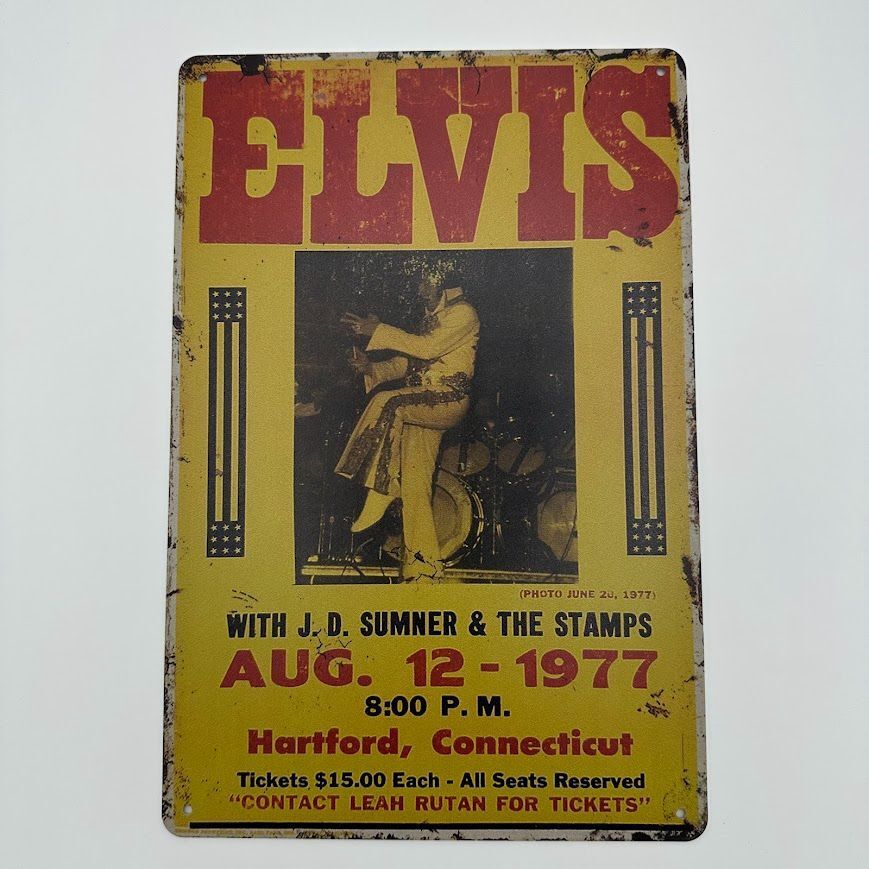 ELVIS
(PHOTO JUNE 20, 1977)
WITH J. D. SUMNER & THE STAMPS
AUG. 12 - 1977
8:00 P. M.
Hartford, Connecticut
Tickets $15.00 Each - All Seats Reserved
"CONTACT LEAH RUTAN FOR TICKETS"